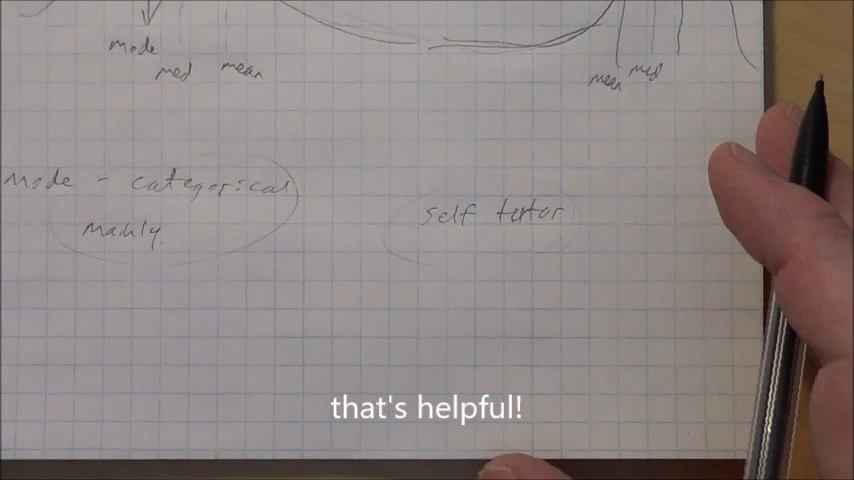 mode
med
mean
mean
med
mode - categorical
mainly.
self tutor
that's helpful!